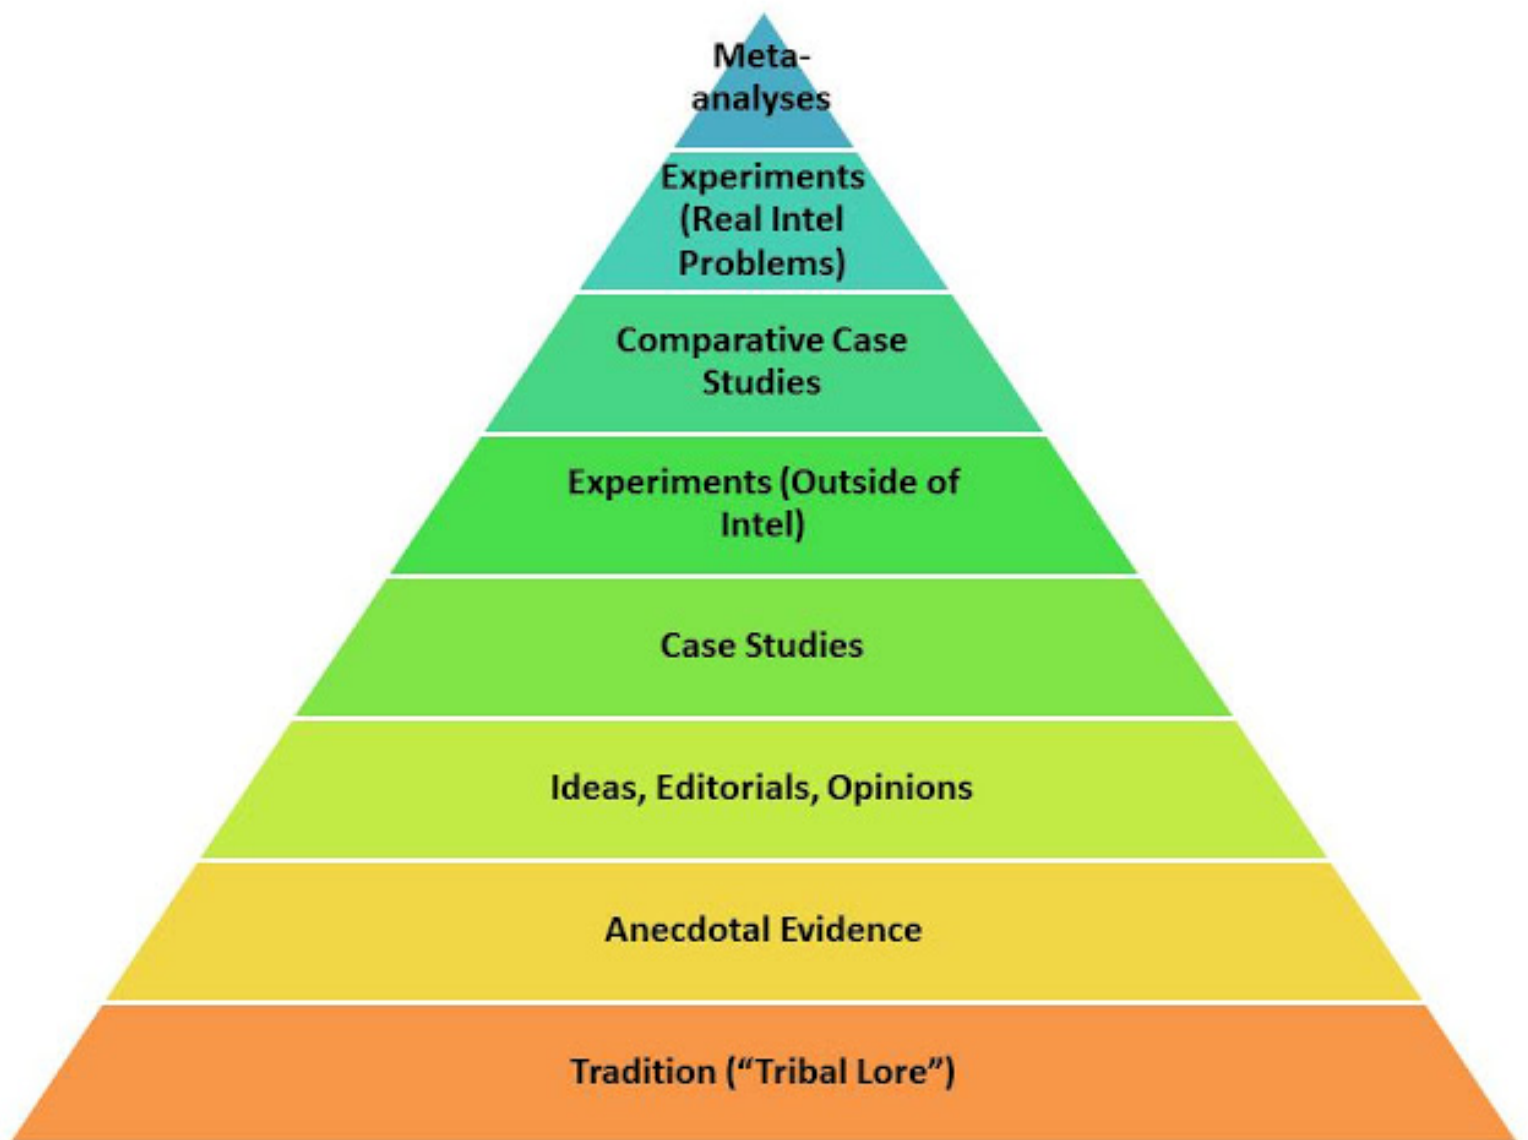 Meta-
analyses
Experiments
(Real Intel
Problems)
Comparative Case
Studies
Experiments (Outside of
Intel)
Case Studies
Ideas, Editorials, Opinions
Anecdotal Evidence
Tradition (“Tribal Lore”)